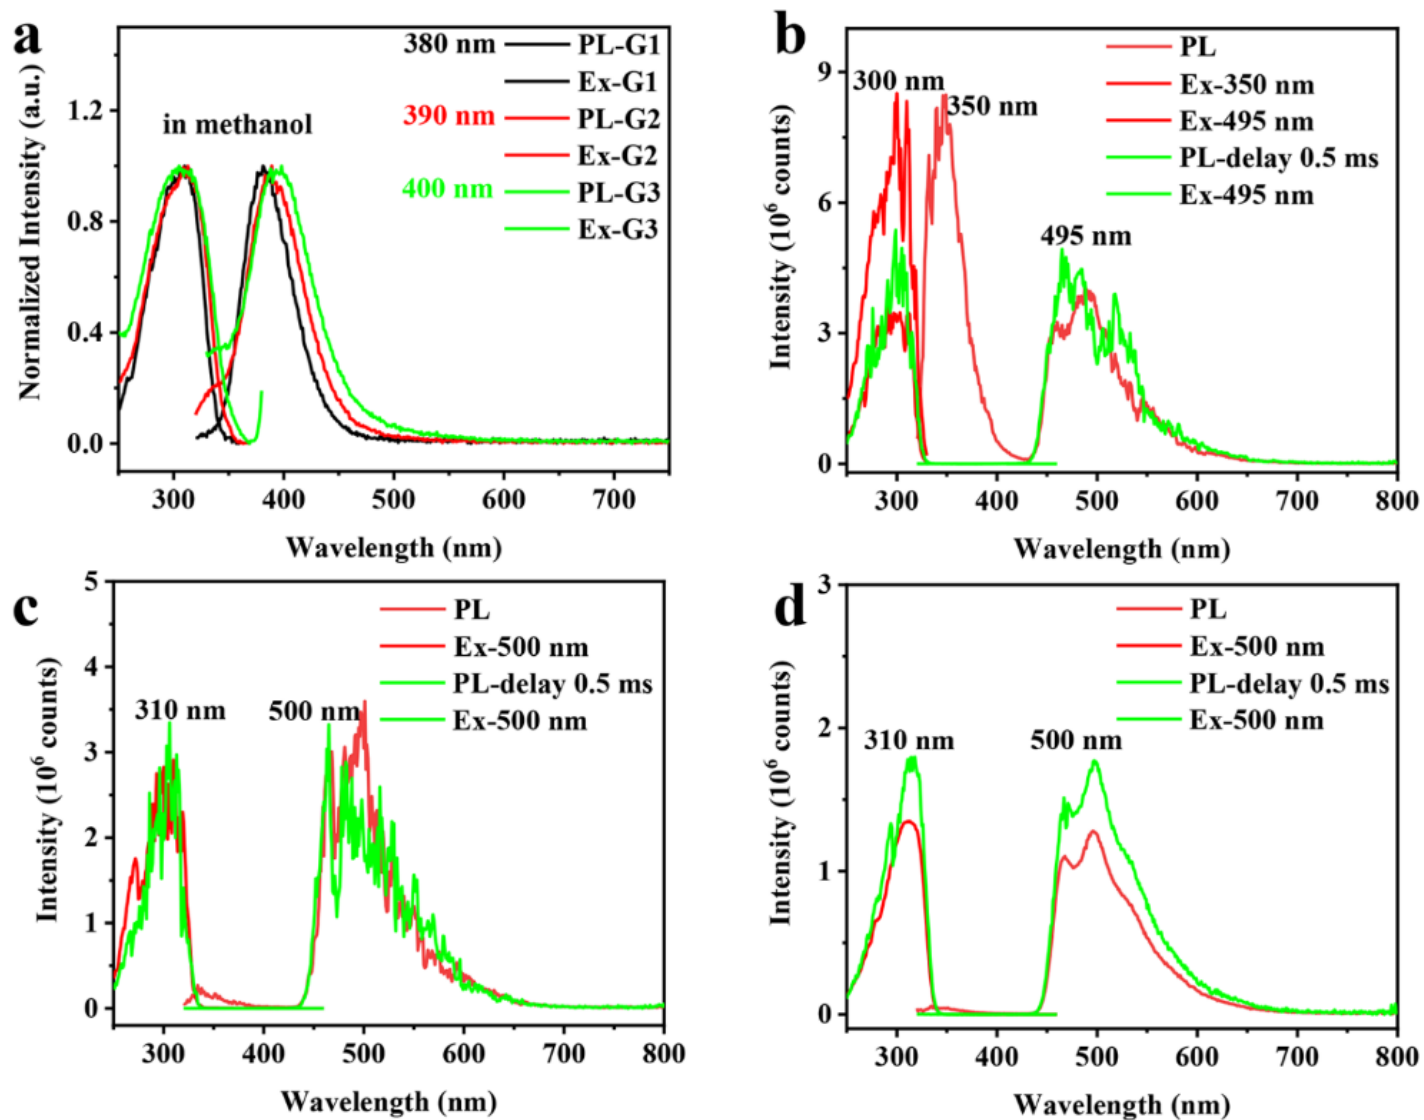 a
380 nm PL-G1
Ex-G1
390 nm PL-G2
Ex-G2
400 nm PL-G3
Ex-G3
in methanol
Normalized Intensity (a.u.)
1.2
0.8
0.4
0.0
300 400 500 600 700
Wavelength (nm)
b
PL
Ex-350 nm
Ex-495 nm
PL-delay 0.5 ms
Ex-495 nm
300 nm
350 nm
495 nm
Intensity (10⁶ counts)
9
6
3
0
300 400 500 600 700 800
Wavelength (nm)
c
PL
Ex-500 nm
PL-delay 0.5 ms
Ex-500 nm
310 nm 500 nm
Intensity (10⁶ counts)
5
4
3
2
1
0
300 400 500 600 700 800
Wavelength (nm)
d
PL
Ex-500 nm
PL-delay 0.5 ms
Ex-500 nm
310 nm 500 nm
Intensity (10⁶ counts)
3
2
1
0
300 400 500 600 700 800
Wavelength (nm)